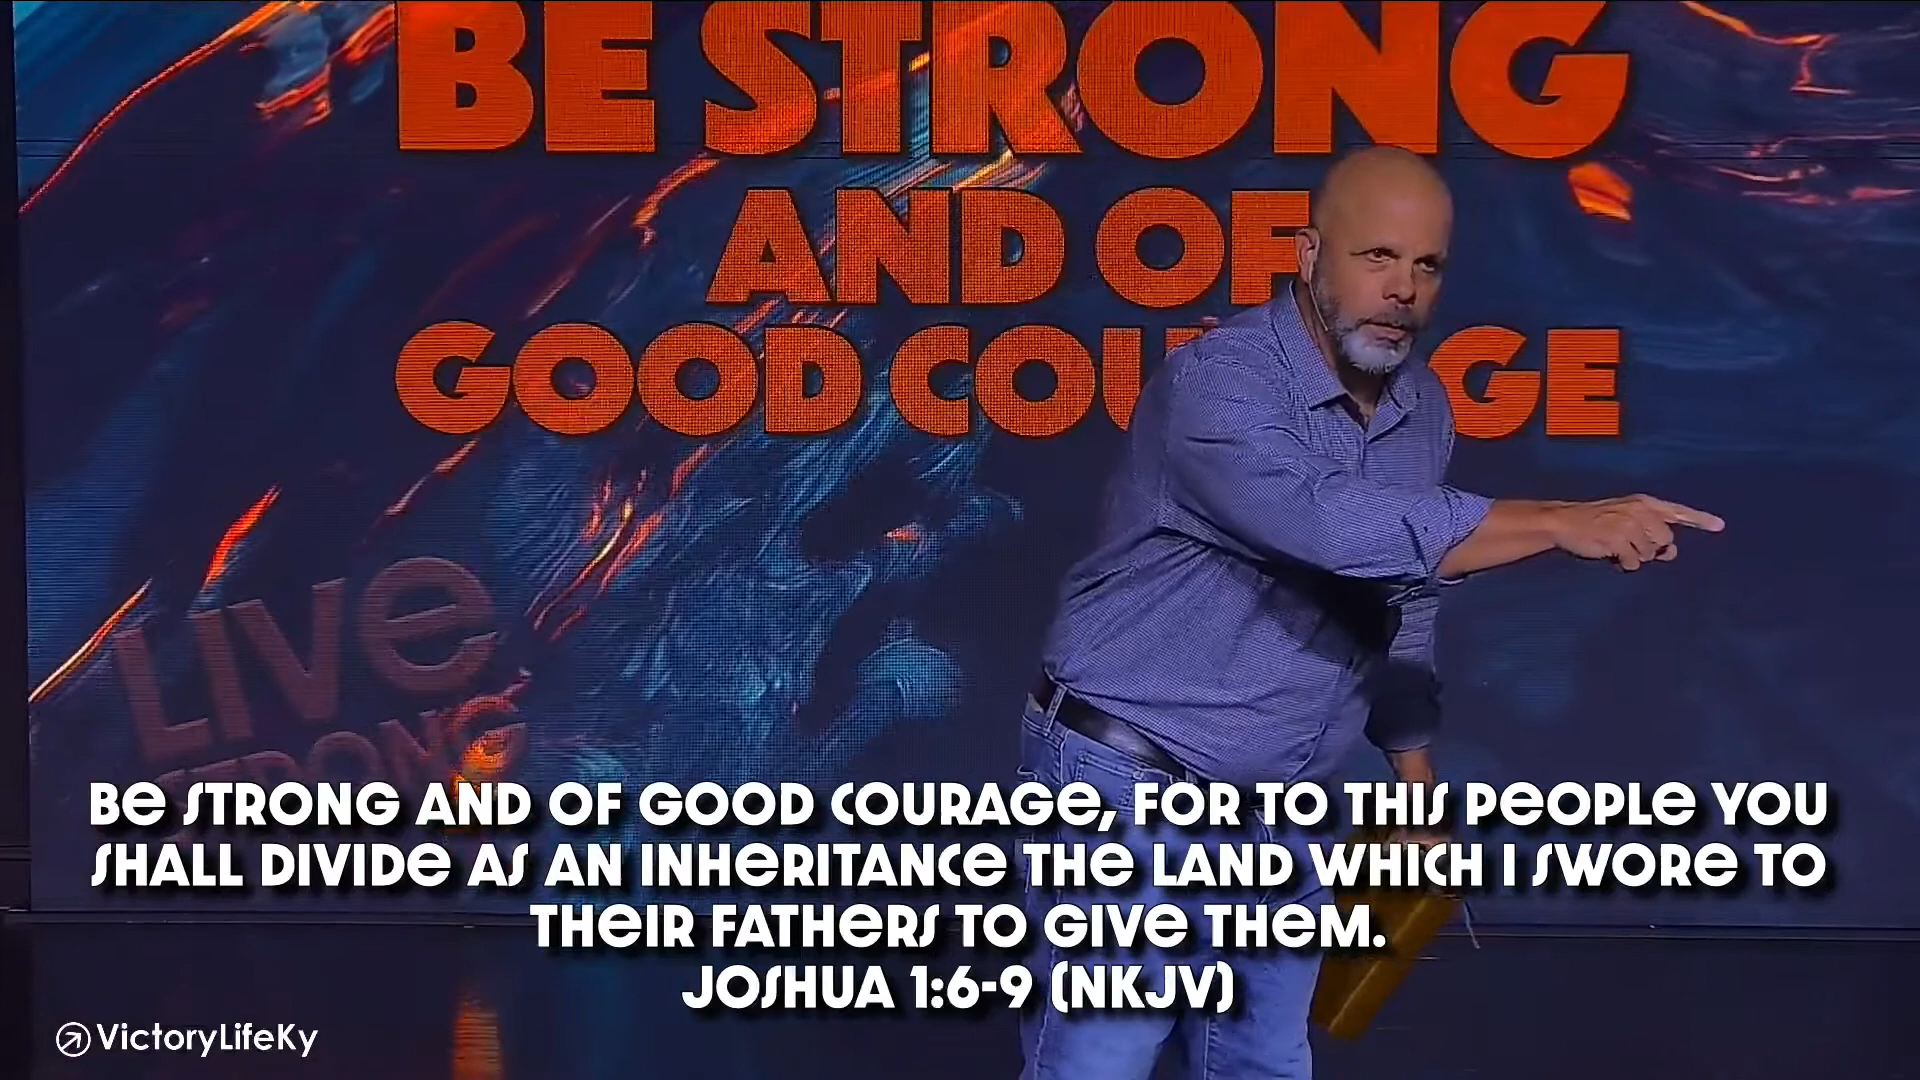 BE STRONG
AND OF
GOOD COU GE
LIVE
STRONG
Be STRONG AND OF GOOD COURAGe, FOR TO THIS PeOPLe YOU
SHALL DIVIDe AS AN INHeRITANCe THe LAND WHICH I SWORe TO
THeIR FATHeRS TO GIVe THeM.
JOSHUA 1:6-9 (NKJV)
VictoryLifeKy